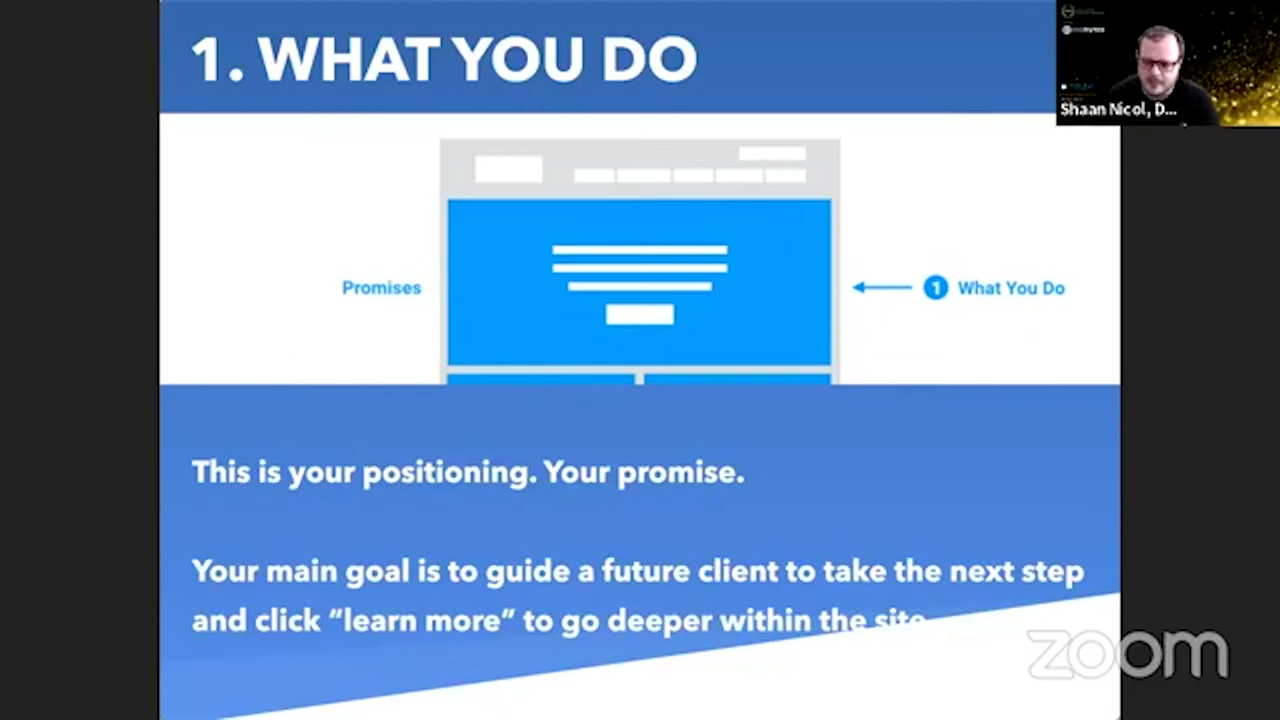 1. WHAT YOU DO
Shaan Nicol, D...
Promises
1 What You Do
This is your positioning. Your promise.
Your main goal is to guide a future client to take the next step
and click “learn more” to go deeper within the site
zoom